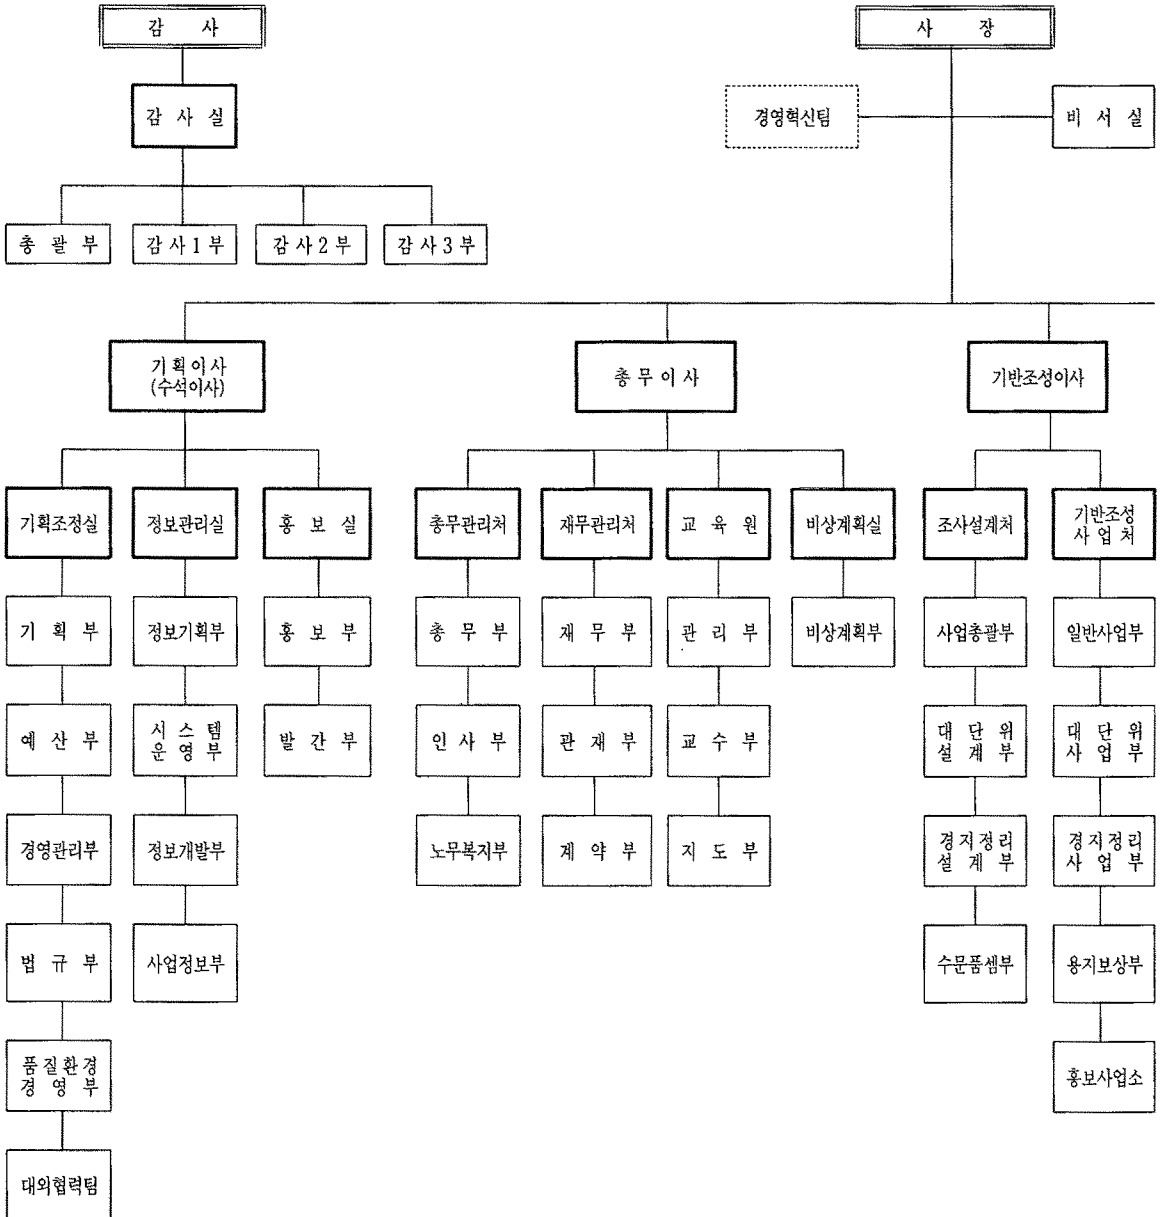 감 사
사 장
감 사 실
경영혁신팀
비 서 실
총 괄 부
감 사 1 부
감 사 2 부
감 사 3 부
기 획 이 사
(수석이사)
총 무 이 사
기반조성이사
기획조정실
정보관리실
홍 보 실
총무관리처
재무관리처
교 육 원
비상계획실
조사설계처
기반조성
사 업 처
기 획 부
정보기획부
홍 보 부
총 무 부
재 무 부
관 리 부
비상계획부
사업총괄부
일반사업부
예 산 부
시 스 템
운 영 부
발 간 부
인 사 부
관 재 부
교 수 부
대 단 위
설 계 부
대 단 위
사 업 부
경영관리부
정보개발부
노무복지부
계 약 부
지 도 부
경지정리
설 계 부
경지정리
사 업 부
법 규 부
사업정보부
수문품셈부
용지보상부
품질환경
경 영 부
홍보사업소
대외협력팀